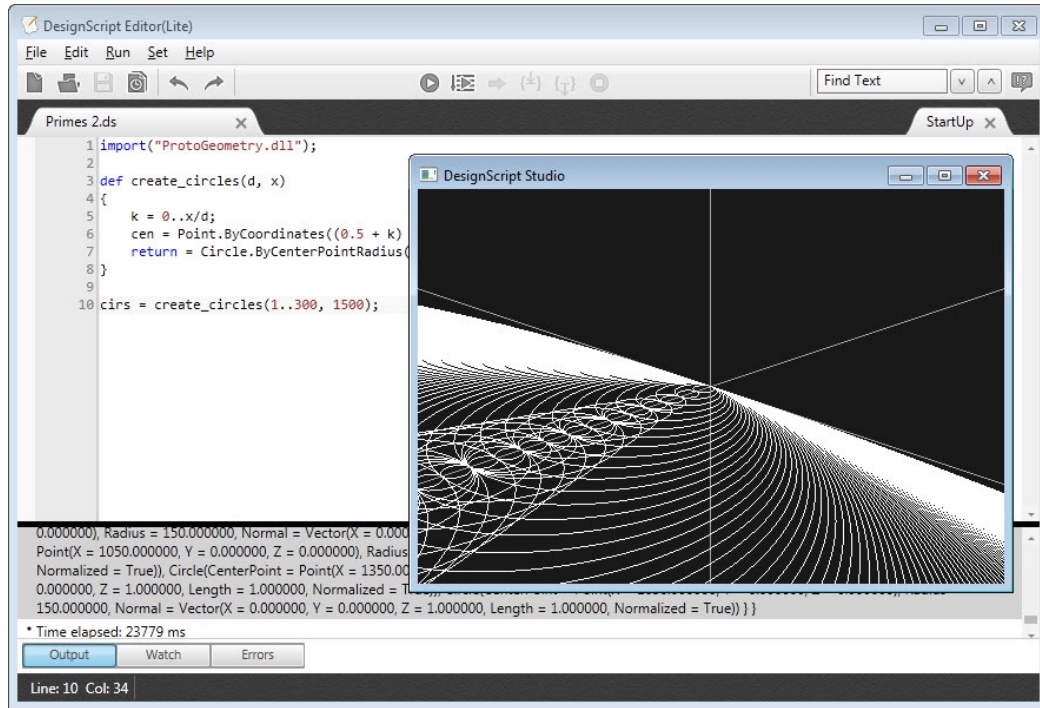 DesignScript Editor(Lite)
File Edit Run Set Help
Find Text
Primes 2.ds
StartUp
1 import("ProtoGeometry.dll");
2
3 def create_circles(d, x)
4 {
5 k = 0..x/d;
6 cen = Point.ByCoordinates((0.5 + k)
7 return = Circle.ByCenterPointRadius(
8 }
9
10 cirs = create_circles(1..300, 1500);
DesignScript Studio
0.000000), Radius = 150.000000, Normal = Vector(X = 0.000
Point(X = 1050.000000, Y = 0.000000, Z = 0.000000), Radius
Normalized = True)), Circle(CenterPoint = Point(X = 1350.00
0.000000, Z = 1.000000, Length = 1.000000, Normalized =
150.000000, Normal = Vector(X = 0.000000, Y = 0.000000, Z = 1.000000, Length = 1.000000, Normalized = True)) } }
* Time elapsed: 23779 ms
Output Watch Errors
Line: 10 Col: 34